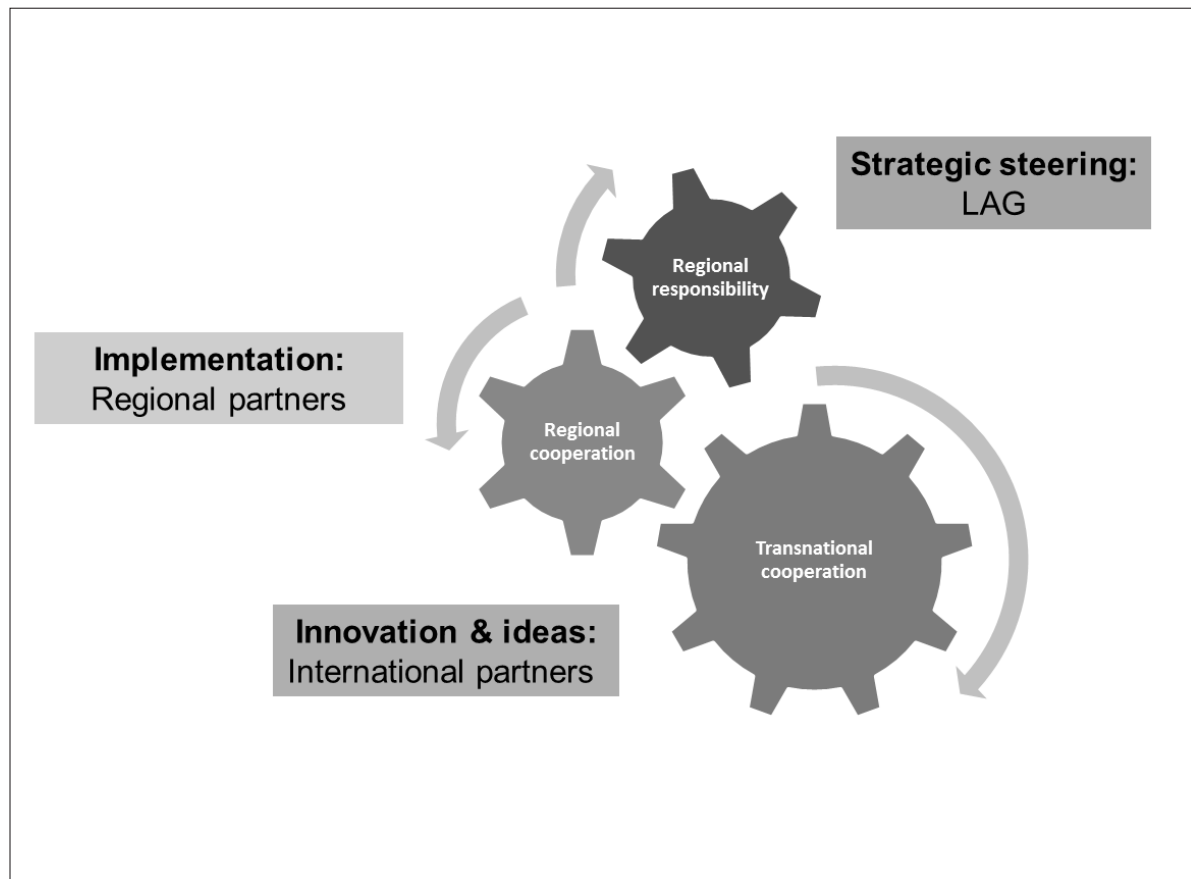 Strategic steering:
LAG
Regional
responsibility
Implementation:
Regional partners
Regional
cooperation
Transnational
cooperation
Innovation & ideas:
International partners